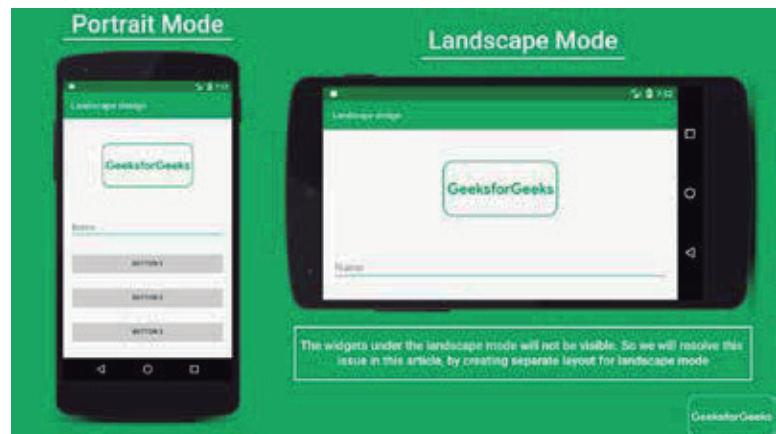 Portrait Mode
Landscape design
GeeksforGeeks
Name
BUTTON 1
BUTTON 2
BUTTON 3
Landscape Mode
7:12
Landscape design
GeeksforGeeks
Name
The widgets under the landscape mode will not be visible. So we will resolve this
issue in this article, by creating separate layout for landscape mode
GeeksforGeeks